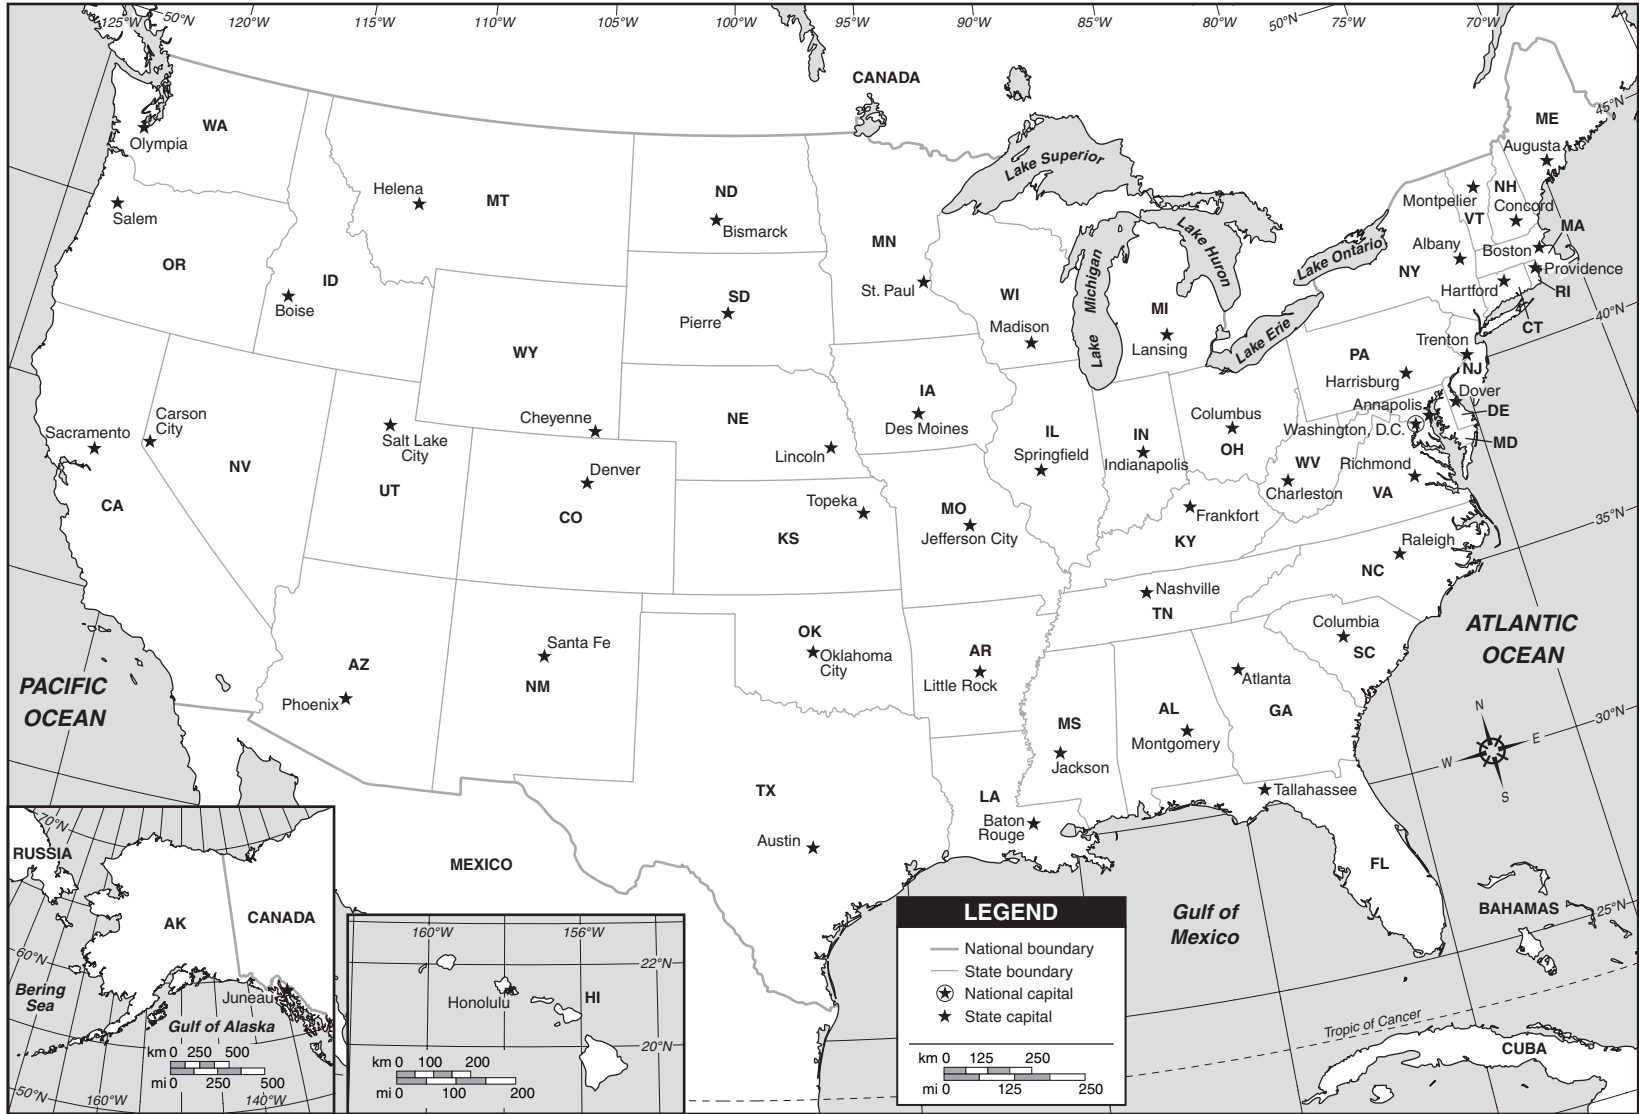 125°W
50°N
120°W
115°W
110°W
105°W
100°W
95°W
90°W
85°W
80°W
50°N
75°W
70°W
45°N
40°N
35°N
30°N
25°N
CANADA
WA
Olympia
Salem
OR
Helena
MT
ID
Boise
ND
Bismarck
SD
Pierre
MN
St. Paul
WI
Madison
Lake Superior
Lake Michigan
Lake Huron
Lake Ontario
Lake Erie
MI
Lansing
ME
Augusta
NH
Concord
Montpelier
VT
MA
Boston
Albany
NY
Providence
RI
Hartford
CT
Trenton
NJ
PA
Harrisburg
Dover
DE
Annapolis
Washington, D.C.
MD
WY
Cheyenne
NE
Lincoln
IA
Des Moines
IL
Springfield
IN
Indianapolis
Columbus
OH
WV
Charleston
Richmond
VA
Sacramento
CA
Carson
City
NV
Salt Lake
City
UT
Denver
CO
Topeka
KS
MO
Jefferson City
Frankfort
KY
Raleigh
NC
Nashville
TN
Columbia
SC
AZ
Phoenix
Santa Fe
NM
OK
Oklahoma
City
AR
Little Rock
MS
Jackson
AL
Montgomery
Atlanta
GA
Tallahassee
FL
TX
Austin
LA
Baton
Rouge
PACIFIC
OCEAN
ATLANTIC
OCEAN
N
E
W
S
MEXICO
Gulf of
Mexico
BAHAMAS
Tropic of Cancer
CUBA
70°N
RUSSIA
AK
CANADA
60°N
Bering
Sea
Juneau
Gulf of Alaska
km 0 250 500
mi 0 250 500
50°N
160°W
140°W
160°W
156°W
22°N
Honolulu
HI
20°N
km 0 100 200
mi 0 100 200
LEGEND
National boundary
State boundary
National capital
State capital
km 0 125 250
mi 0 125 250